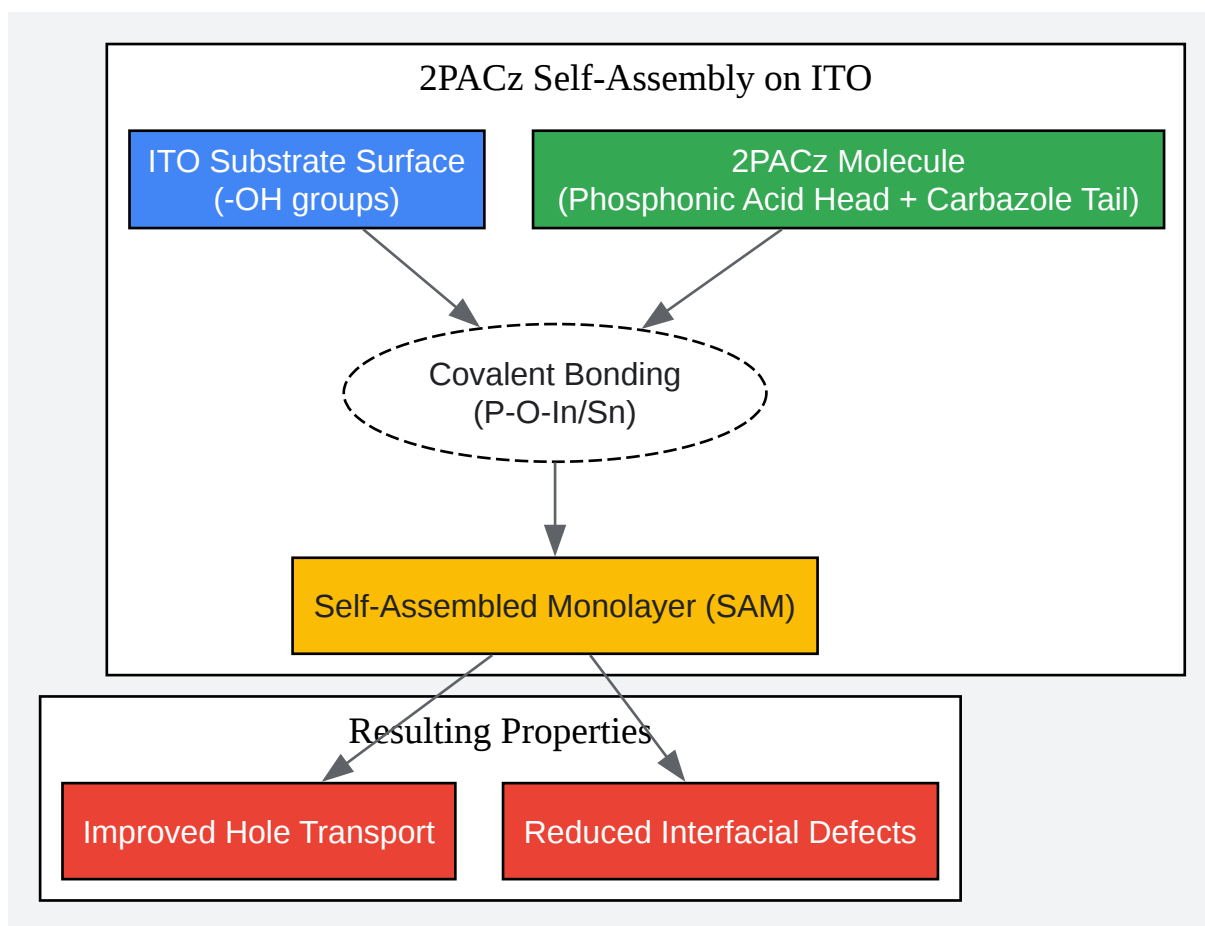 2PACz Self-Assembly on ITO
ITO Substrate Surface
(-OH groups)
2PACz Molecule
(Phosphonic Acid Head + Carbazole Tail)
Covalent Bonding
(P-O-In/Sn)
Self-Assembled Monolayer (SAM)
Resulting Properties
Improved Hole Transport
Reduced Interfacial Defects